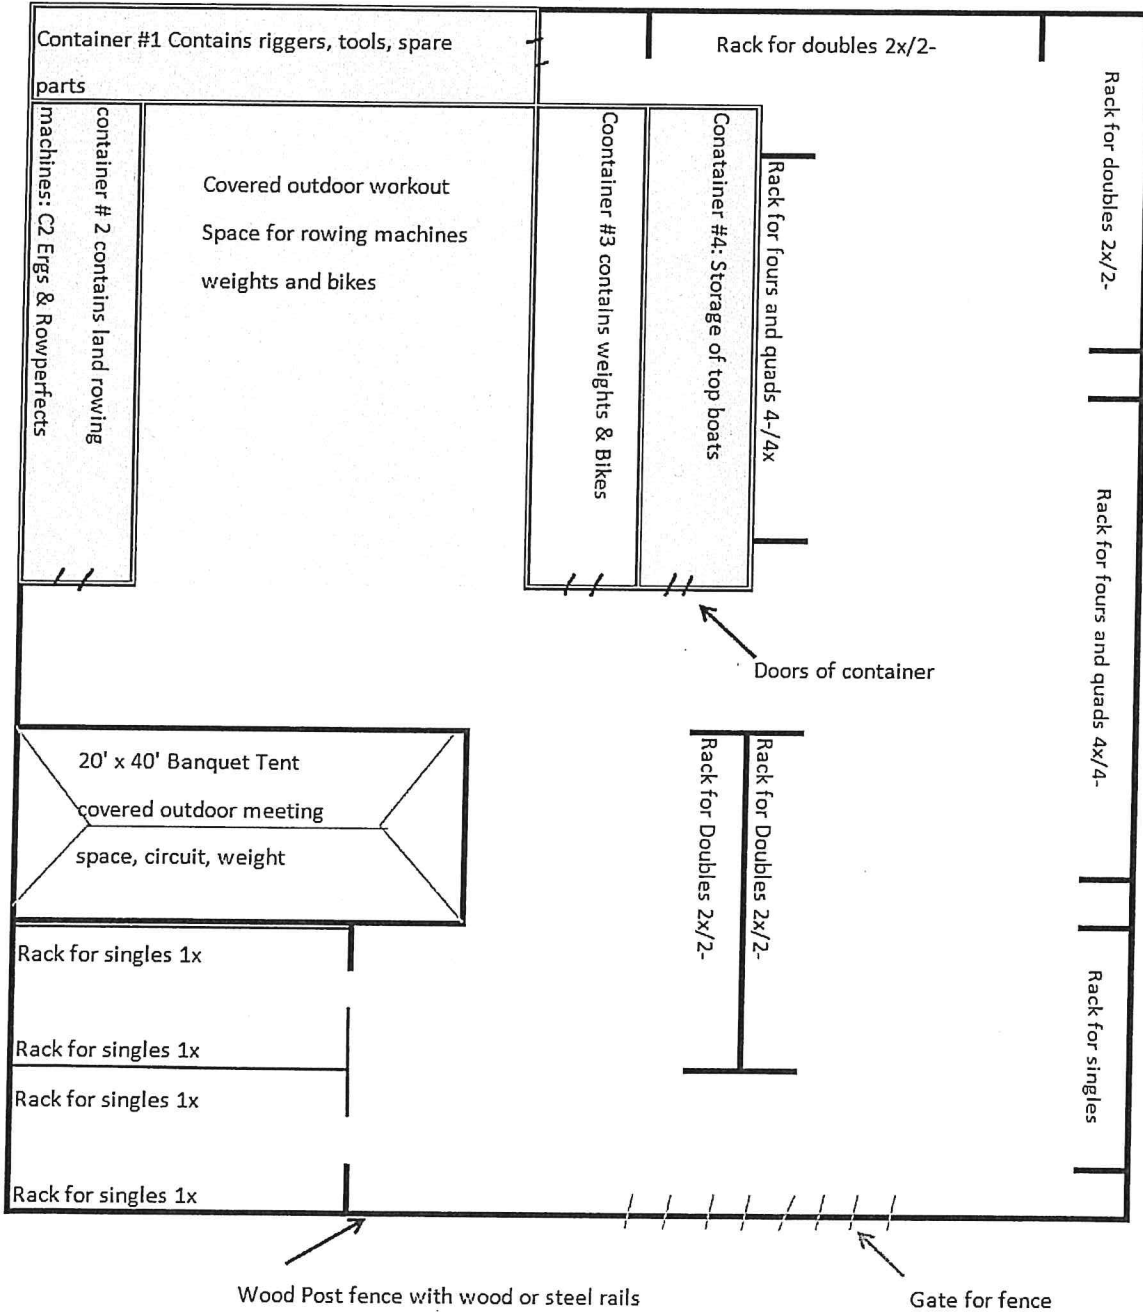 Container #1 Contains riggers, tools, spare
parts
Rack for doubles 2x/2-
Rack for doubles 2x/2-
container # 2 contains land rowing
machines: C2 Ergs & Rowperfects
Covered outdoor workout
Space for rowing machines
weights and bikes
Coontainer #3 contains weights & Bikes
Conatainer #4: Storage of top boats
Rack for fours and quads 4-/4x
Rack for fours and quads 4x/4-
Doors of container
20' x 40' Banquet Tent
covered outdoor meeting
space, circuit, weight
Rack for Doubles 2x/2-
Rack for Doubles 2x/2-
Rack for singles 1x
Rack for singles 1x
Rack for singles 1x
Rack for singles 1x
Rack for singles
Wood Post fence with wood or steel rails
Gate for fence